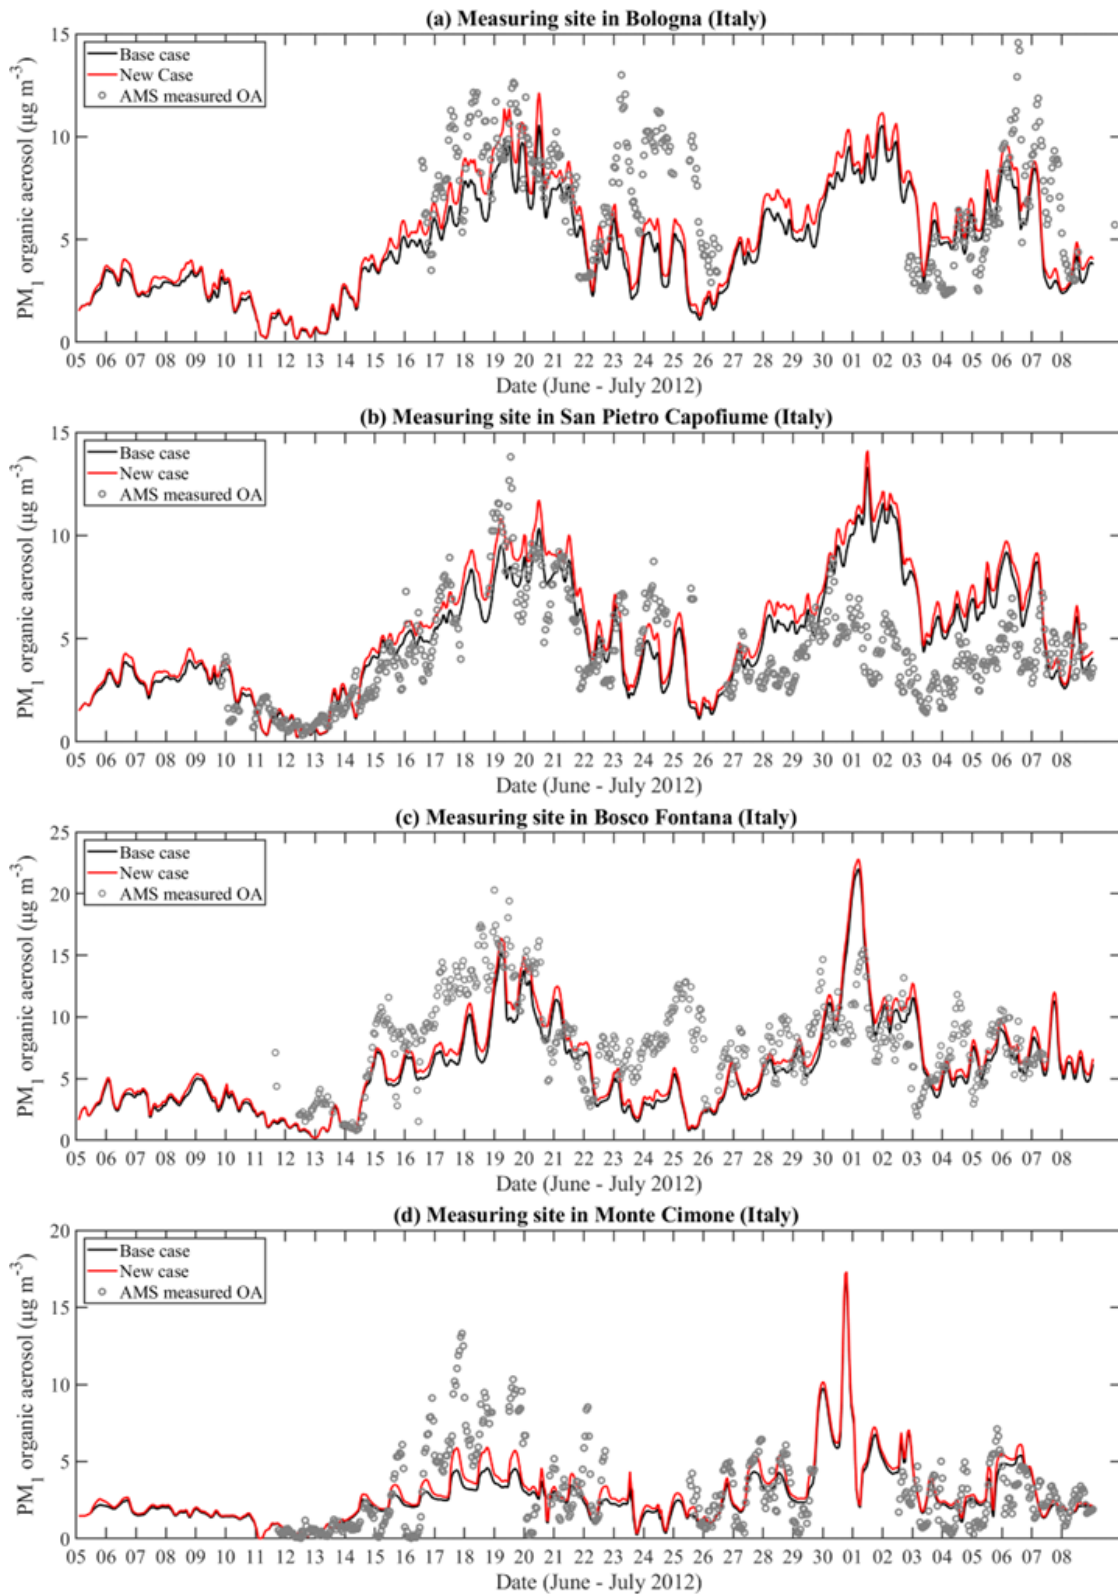 (a) Measuring site in Bologna (Italy)
15
Base case
New Case
AMS measured OA
10
5
0
PM1 organic aerosol (µg m-3)
05 06 07 08 09 10 11 12 13 14 15 16 17 18 19 20 21 22 23 24 25 26 27 28 29 30 01 02 03 04 05 06 07 08
Date (June - July 2012)
(b) Measuring site in San Pietro Capofiume (Italy)
15
Base case
New case
AMS measured OA
10
5
0
PM1 organic aerosol (µg m-3)
05 06 07 08 09 10 11 12 13 14 15 16 17 18 19 20 21 22 23 24 25 26 27 28 29 30 01 02 03 04 05 06 07 08
Date (June - July 2012)
(c) Measuring site in Bosco Fontana (Italy)
25
Base case
New case
AMS measured OA
20
15
10
5
0
PM1 organic aerosol (µg m-3)
05 06 07 08 09 10 11 12 13 14 15 16 17 18 19 20 21 22 23 24 25 26 27 28 29 30 01 02 03 04 05 06 07 08
Date (June - July 2012)
(d) Measuring site in Monte Cimone (Italy)
20
Base case
New case
AMS measured OA
15
10
5
0
PM1 organic aerosol (µg m-3)
05 06 07 08 09 10 11 12 13 14 15 16 17 18 19 20 21 22 23 24 25 26 27 28 29 30 01 02 03 04 05 06 07 08
Date (June - July 2012)